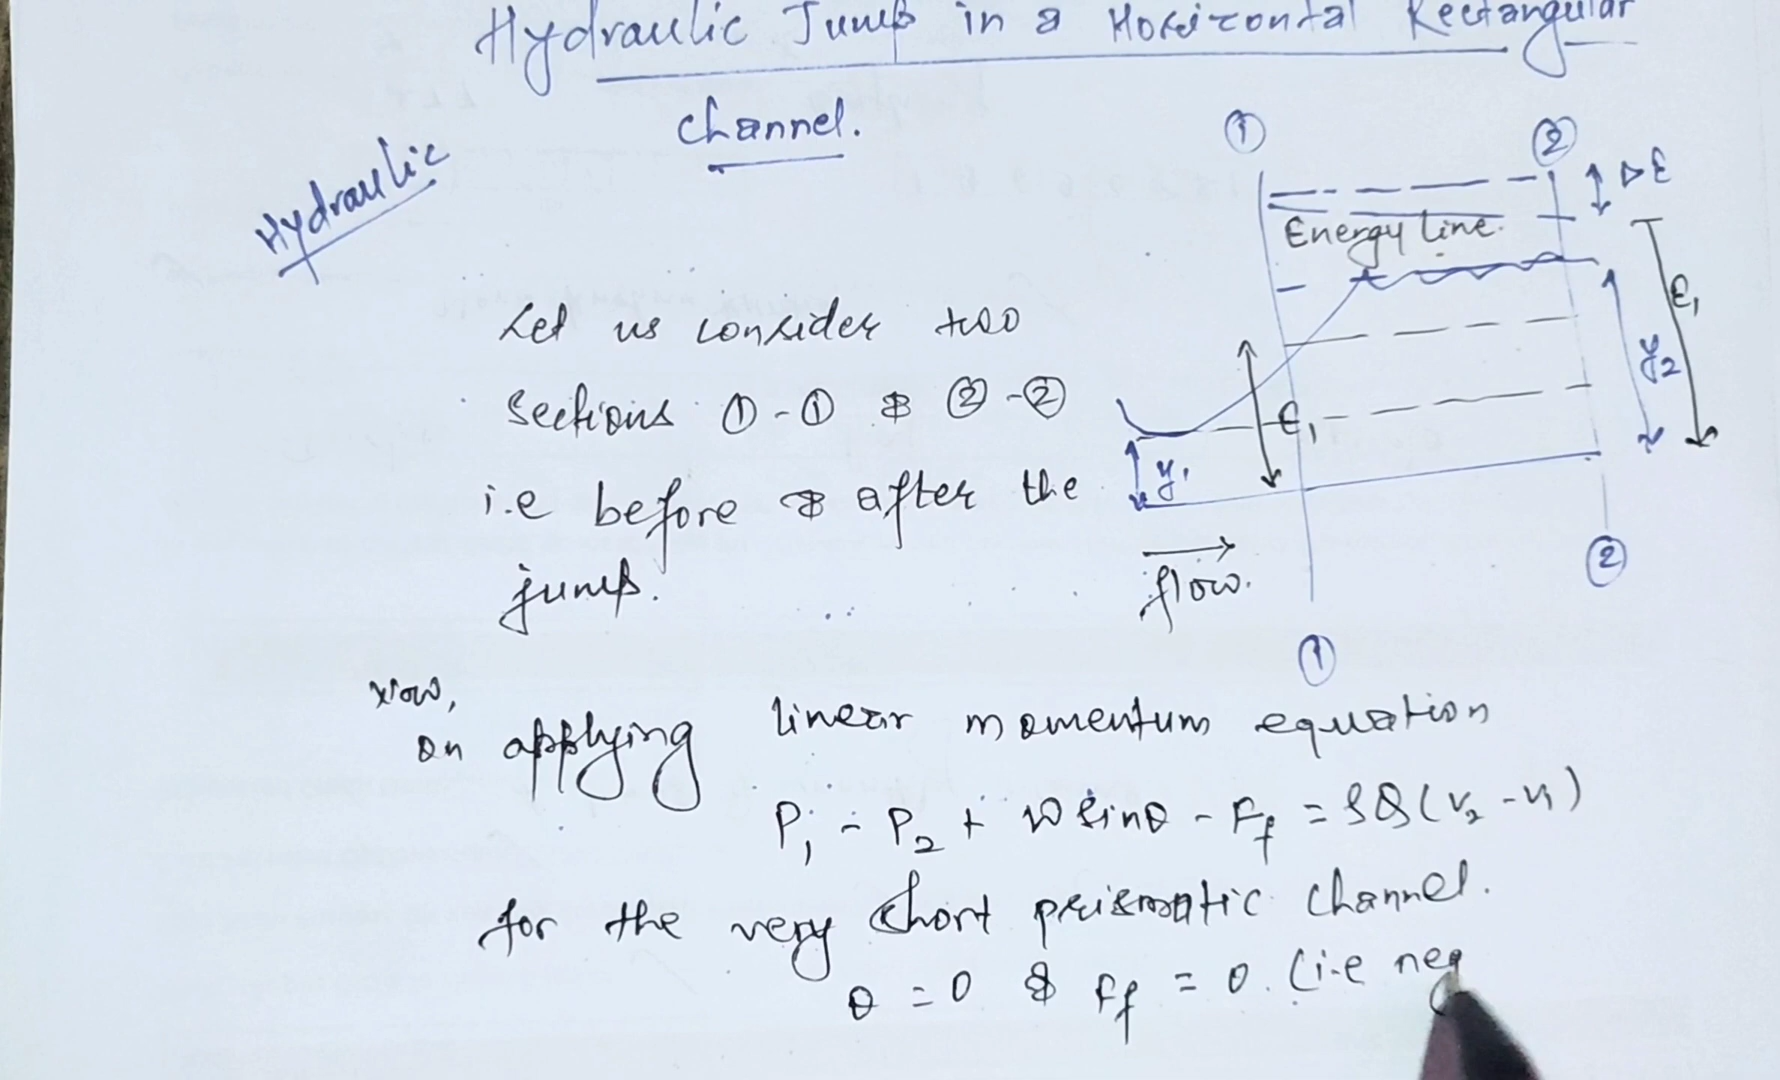 Hydraulic Jump in a Horizontal Rectangular
channel.
Hydraulic
① ②
ΔE
Energy line.
E₁
y₂
E₁
y₁
flow.
②
①
Let us consider two
sections ①-① & ②-②
i.e before & after the
jump.
Now,
on applying linear momentum equation
P₁ - P₂ + W sinθ - Ff = ρQ(V₂ - V₁)
for the very short prismatic channel.
θ = 0 & Ff = 0. (i.e neg